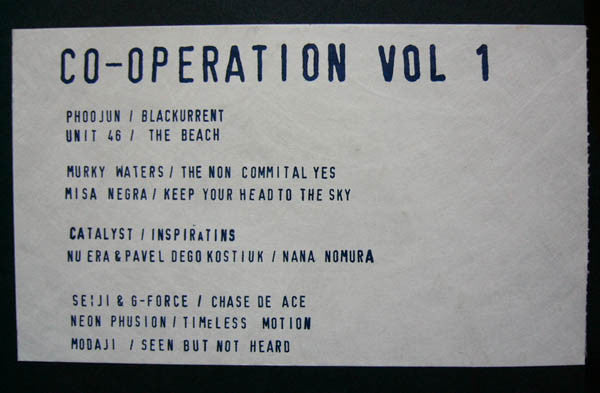 CO-OPERATION VOL 1
PHOOJUN / BLACKURRENT
UNIT 46 / THE BEACH
MURKY WATERS / THE NON COMMITAL YES
MISA NEGRA / KEEP YOUR HEAD TO THE SKY
CATALYST / INSPIRATINS
NU ERA & PAVEL DEGO KOSTIUK / NANA NOMURA
SEIJI & G-FORCE / CHASE DE ACE
NEON PHUSION / TIMELESS MOTION
MODAJI / SEEN BUT NOT HEARD